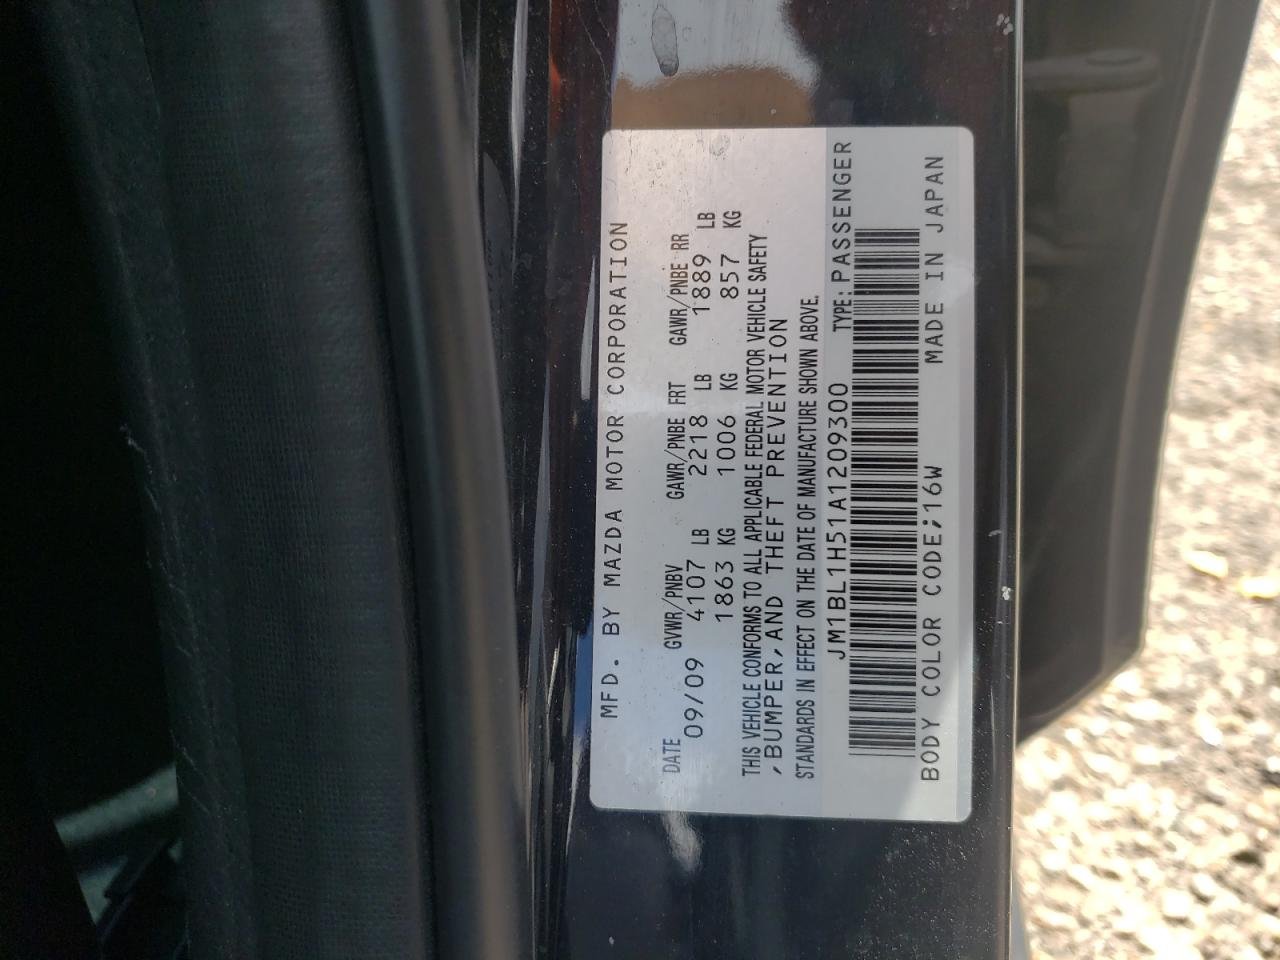 MFD. BY MAZDA MOTOR CORPORATION
DATE GVWR/PNBV GAWR/PNBE FRT GAWR/PNBE RR
09/09 4107 LB 2218 LB 1889 LB
1863 KG 1006 KG 857 KG
THIS VEHICLE CONFORMS TO ALL APPLICABLE FEDERAL MOTOR VEHICLE SAFETY
,BUMPER,AND THEFT PREVENTION
STANDARDS IN EFFECT ON THE DATE OF MANUFACTURE SHOWN ABOVE.
JM1BL1H51A1209300 TYPE: PASSENGER
BODY COLOR CODE;16W MADE IN JAPAN